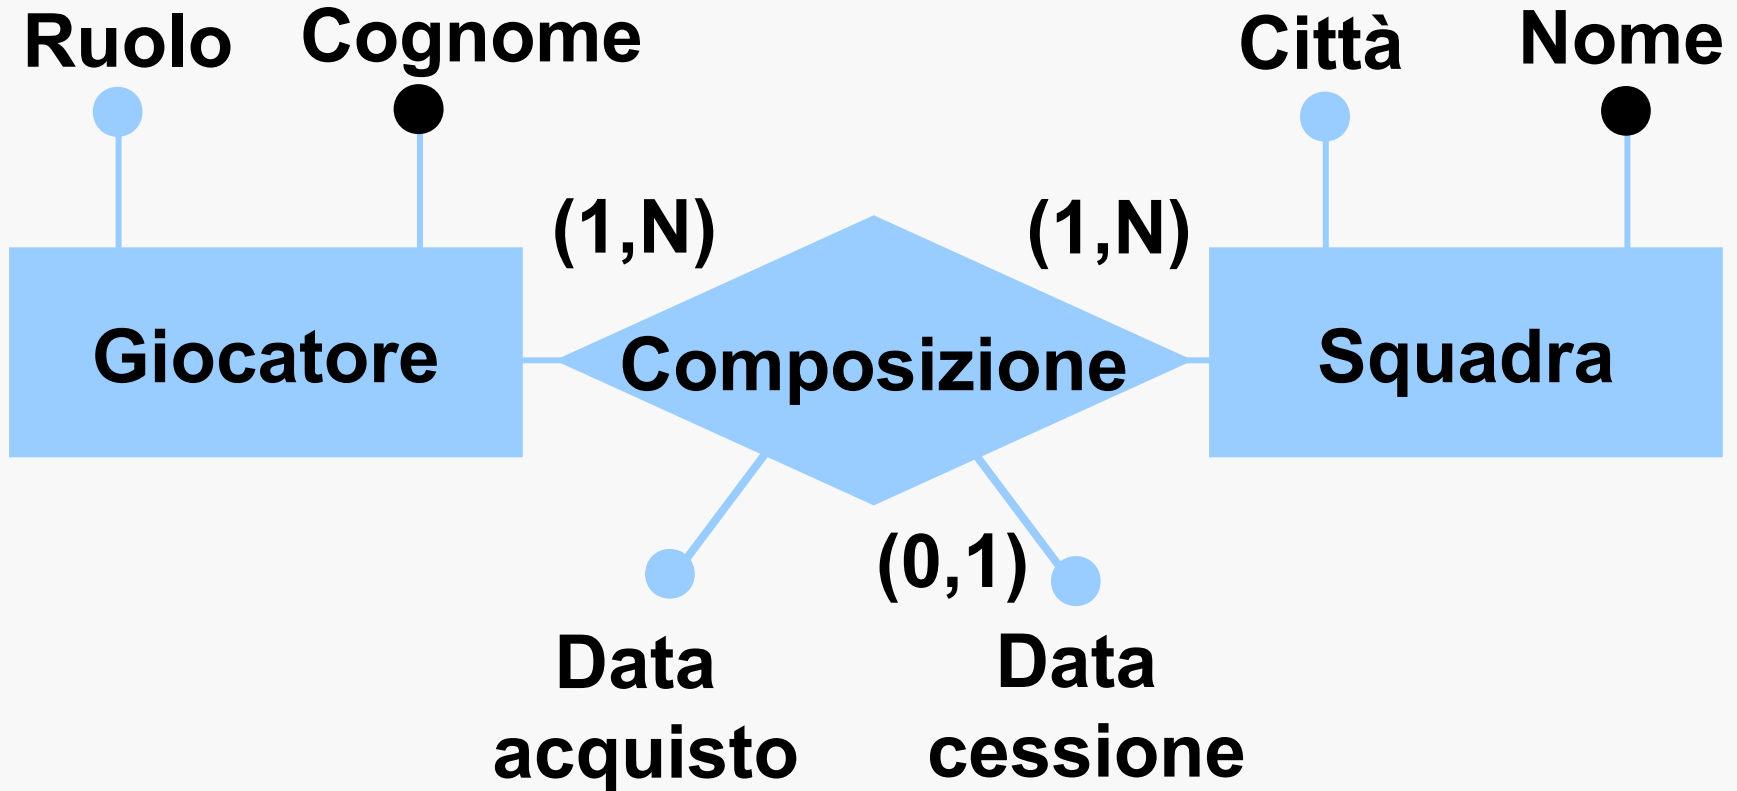 Ruolo
Cognome
Città
Nome
(1,N)
(1,N)
Giocatore
Composizione
Squadra
(0,1)
Data
acquisto
Data
cessione